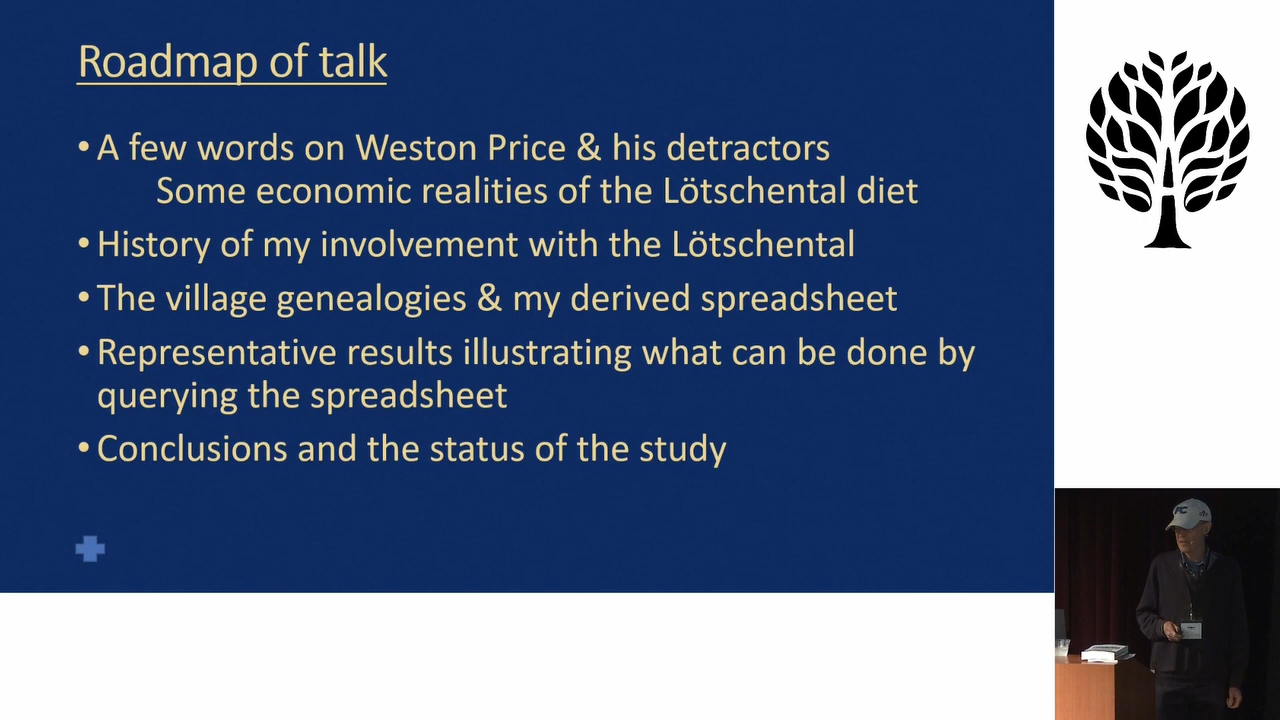 Roadmap of talk
• A few words on Weston Price & his detractors
Some economic realities of the Lötschental diet
• History of my involvement with the Lötschental
• The village genealogies & my derived spreadsheet
• Representative results illustrating what can be done by
querying the spreadsheet
• Conclusions and the status of the study